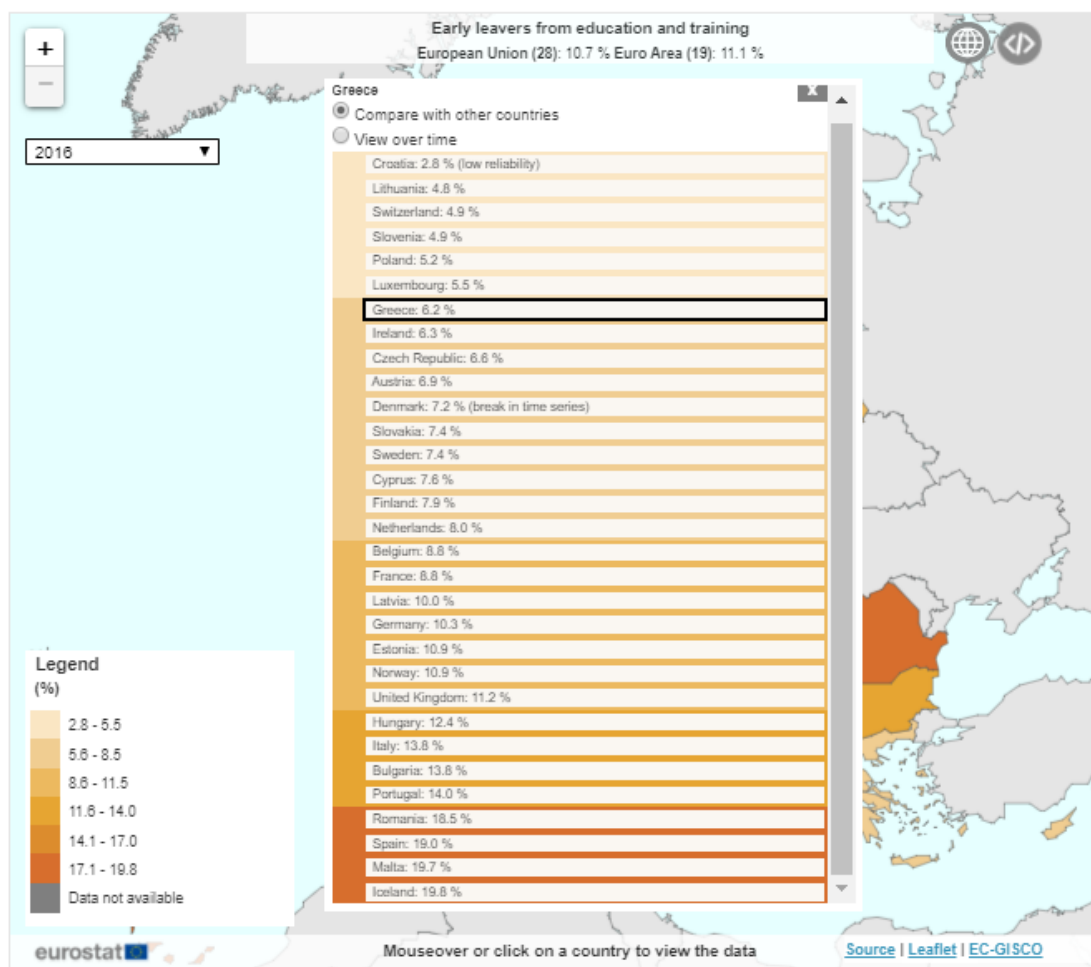 Early leavers from education and training
European Union (28): 10.7 % Euro Area (19): 11.1 %
+
−
2016 ▼
Greece
X
Compare with other countries
View over time
Croatia: 2.8 % (low reliability)
Lithuania: 4.8 %
Switzerland: 4.9 %
Slovenia: 4.9 %
Poland: 5.2 %
Luxembourg: 5.5 %
Greece: 6.2 %
Ireland: 6.3 %
Czech Republic: 6.6 %
Austria: 6.9 %
Denmark: 7.2 % (break in time series)
Slovakia: 7.4 %
Sweden: 7.4 %
Cyprus: 7.6 %
Finland: 7.9 %
Netherlands: 8.0 %
Belgium: 8.8 %
France: 8.8 %
Latvia: 10.0 %
Germany: 10.3 %
Estonia: 10.9 %
Norway: 10.9 %
United Kingdom: 11.2 %
Hungary: 12.4 %
Italy: 13.8 %
Bulgaria: 13.8 %
Portugal: 14.0 %
Romania: 18.5 %
Spain: 19.0 %
Malta: 19.7 %
Iceland: 19.8 %
Legend
(%)
2.8 - 5.5
5.6 - 8.5
8.6 - 11.5
11.6 - 14.0
14.1 - 17.0
17.1 - 19.8
Data not available
eurostat
Mouseover or click on a country to view the data
Source | Leaflet | EC-GISCO